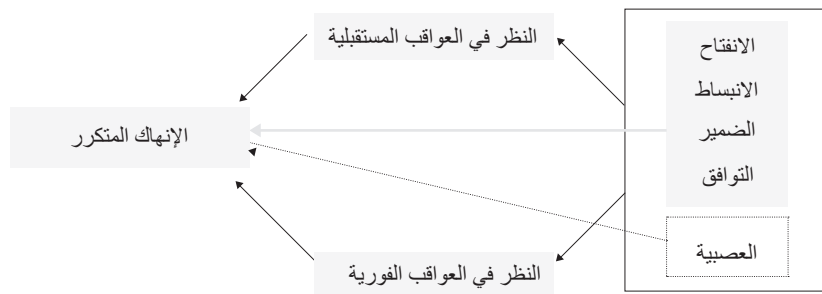 النظر في العواقب المستقبلية
الانفتاح
الانبساط
الضمير
التوافق
الإنهاك المتكرر
العصبية
النظر في العواقب الفورية